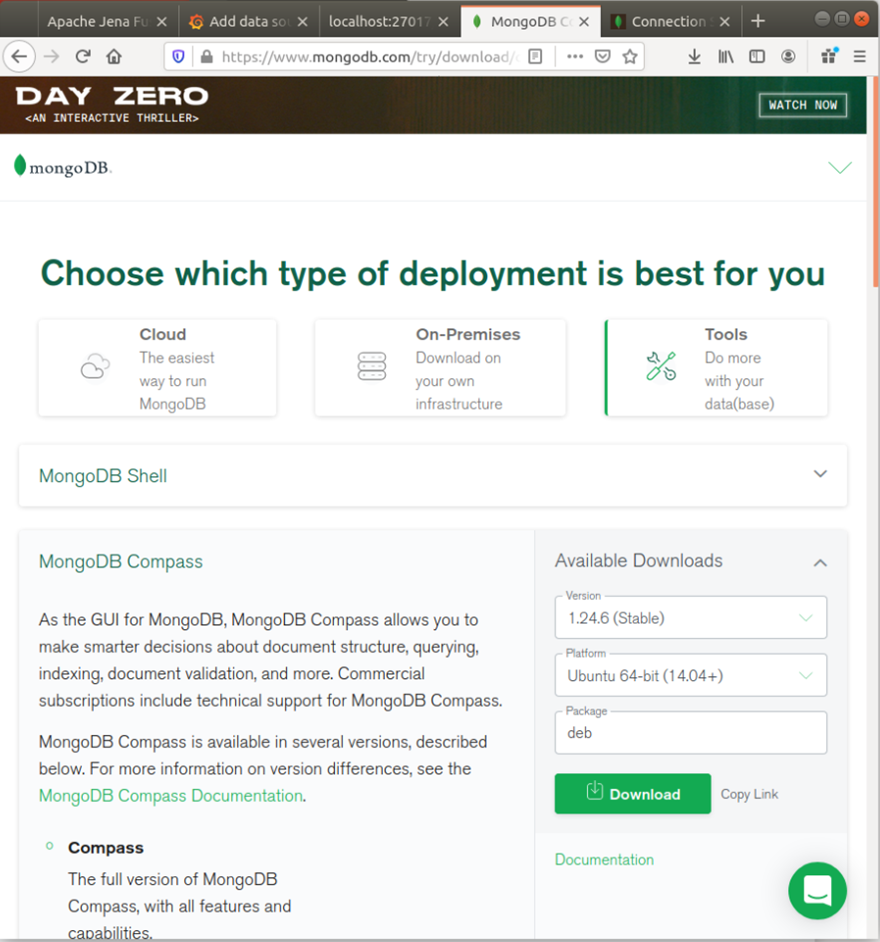 Apache Jena Fu
Add data so
localhost:27017
MongoDB C
Connection S
https://www.mongodb.com/try/download/
DAY ZERO
<AN INTERACTIVE THRILLER>
WATCH NOW
mongoDB
Choose which type of deployment is best for you
Cloud
The easiest
way to run
MongoDB
On-Premises
Download on
your own
infrastructure
Tools
Do more
with your
data(base)
MongoDB Shell
MongoDB Compass
As the GUI for MongoDB, MongoDB Compass allows you to
make smarter decisions about document structure, querying,
indexing, document validation, and more. Commercial
subscriptions include technical support for MongoDB Compass.
MongoDB Compass is available in several versions, described
below. For more information on version differences, see the
MongoDB Compass Documentation.
Compass
The full version of MongoDB
Compass, with all features and
capabilities.
Available Downloads
Version
1.24.6 (Stable)
Platform
Ubuntu 64-bit (14.04+)
Package
deb
Download
Copy Link
Documentation